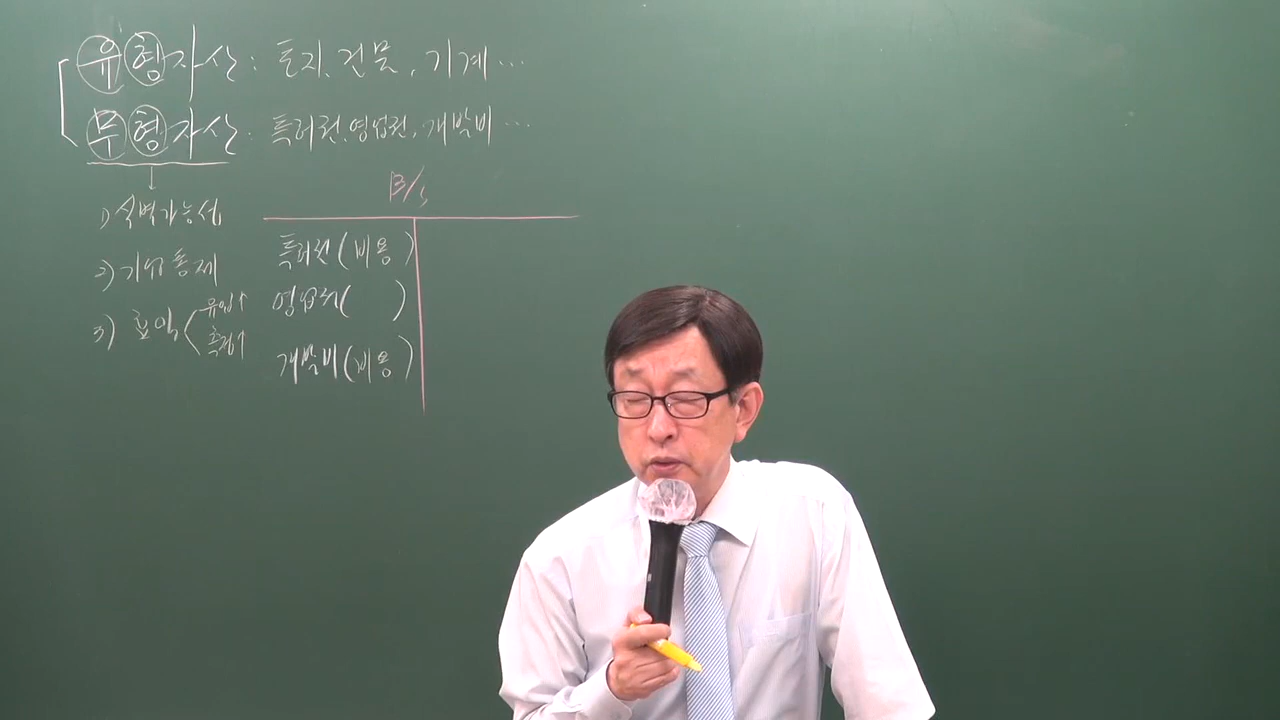 유형자산 : 토지, 건물, 기계 ...
무형자산 : 특허권, 영업권, 개발비 ...
B/S
1) 식별가능성
2) 기업통제
3) 효익 ( 유입↑
측정↑
특허권 (비용)
영업권 ( )
개발비 (비용)